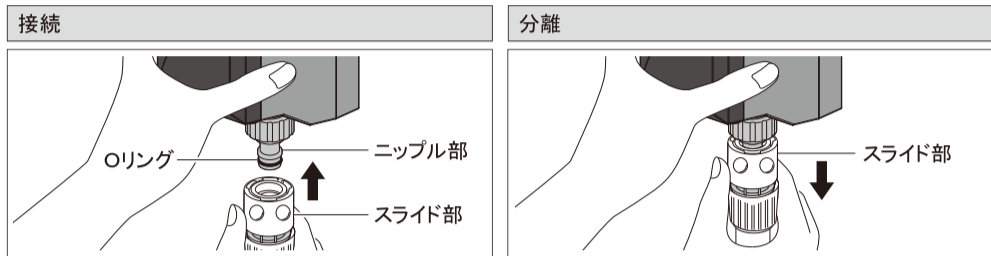 接続
分離
Oリング
ニップル部
スライド部
スライド部